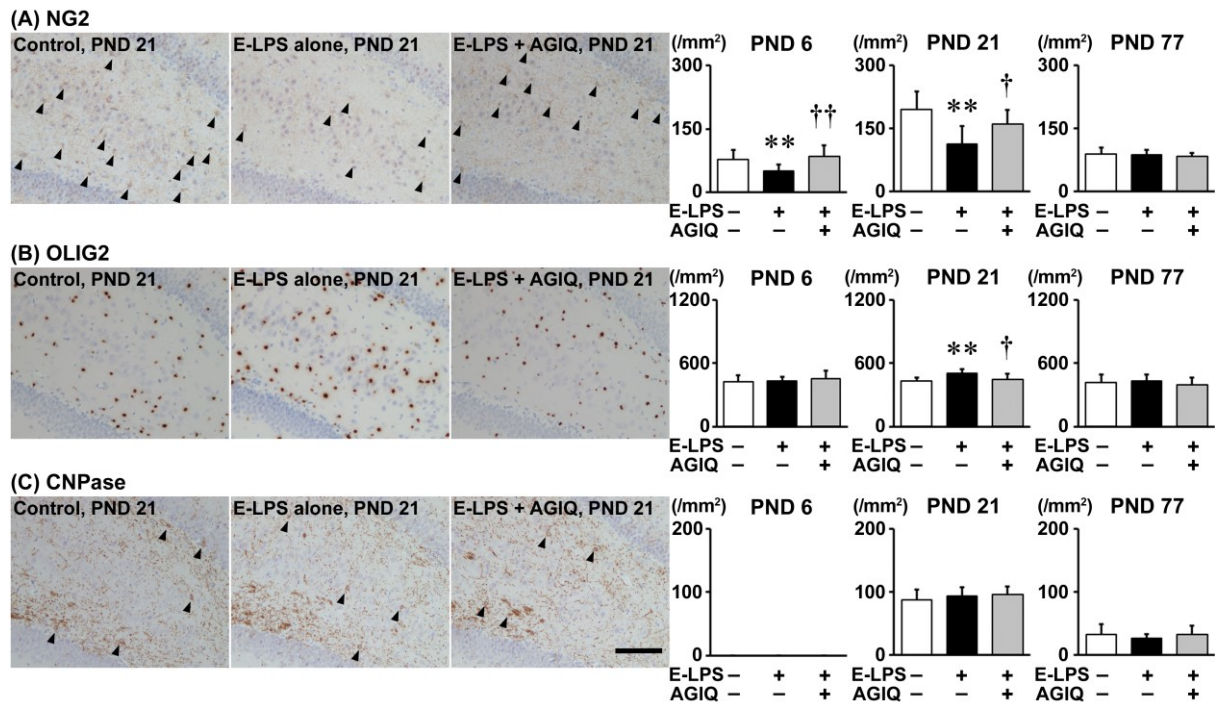 (A) NG2
Control, PND 21 E-LPS alone, PND 21 E-LPS + AGIQ, PND 21
(/mm²) PND 6 (/mm²) PND 21 (/mm²) PND 77
300 300 300
150 150 150
0 0 0
** †† ** †
E-LPS – + + E-LPS – + + E-LPS – + +
AGIQ – – + AGIQ – – + AGIQ – – +
(B) OLIG2
Control, PND 21 E-LPS alone, PND 21 E-LPS + AGIQ, PND 21
(/mm²) PND 6 (/mm²) PND 21 (/mm²) PND 77
1200 1200 1200
600 600 600
0 0 0
** †
E-LPS – + + E-LPS – + + E-LPS – + +
AGIQ – – + AGIQ – – + AGIQ – – +
(C) CNPase
Control, PND 21 E-LPS alone, PND 21 E-LPS + AGIQ, PND 21
(/mm²) PND 6 (/mm²) PND 21 (/mm²) PND 77
200 200 200
100 100 100
0 0 0
E-LPS – + + E-LPS – + + E-LPS – + +
AGIQ – – + AGIQ – – + AGIQ – – +